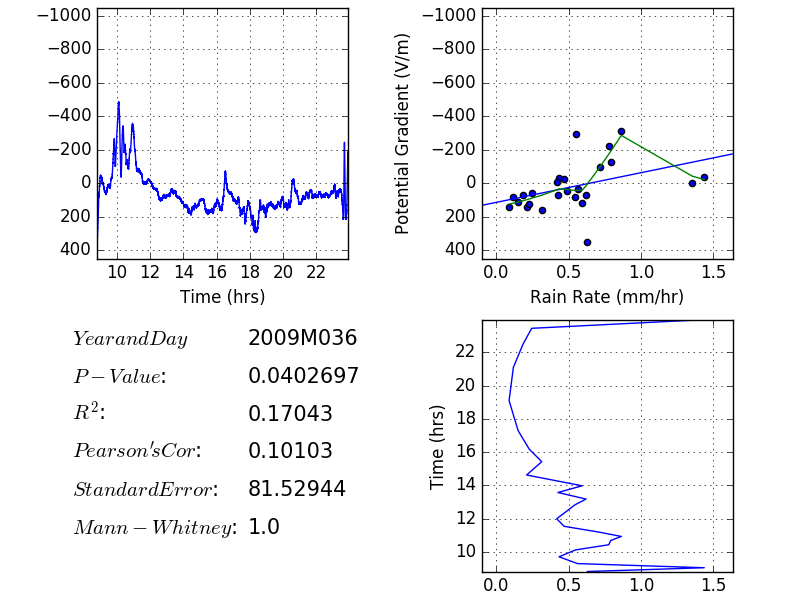 −1000
−800
−600
−400
−200
0
200
400
10 12 14 16 18 20 22
Time (hrs)
Potential Gradient (V/m)
−1000
−800
−600
−400
−200
0
200
400
0.0 0.5 1.0 1.5
Rain Rate (mm/hr)
YearandDay 2009M036
P−Value: 0.0402697
R²: 0.17043
Pearson′sCor: 0.10103
StandardError: 81.52944
Mann−Whitney: 1.0
Time (hrs)
22
20
18
16
14
12
10
0.0 0.5 1.0 1.5